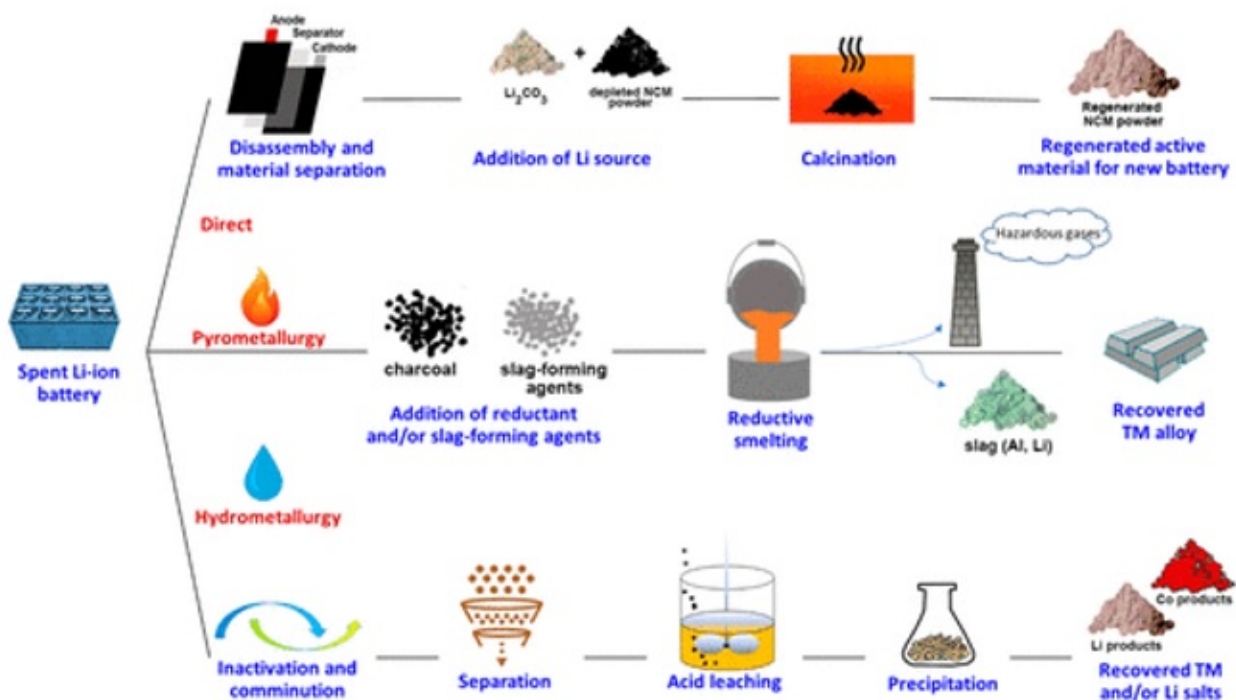 Anode
Separator
Cathode
Li₂CO₃
+
depleted NCM
powder
Regenerated
NCM powder
Disassembly and
material separation
Addition of Li source
Calcination
Regenerated active
material for new battery
Direct
Hazardous gases
Spent Li-ion
battery
Pyrometallurgy
charcoal
slag-forming
agents
Addition of reductant
and/or slag-forming agents
Reductive
smelting
slag (Al, Li)
Recovered
TM alloy
Hydrometallurgy
Inactivation and
comminution
Separation
Acid leaching
Precipitation
Co products
Li products
Recovered TM
and/or Li salts